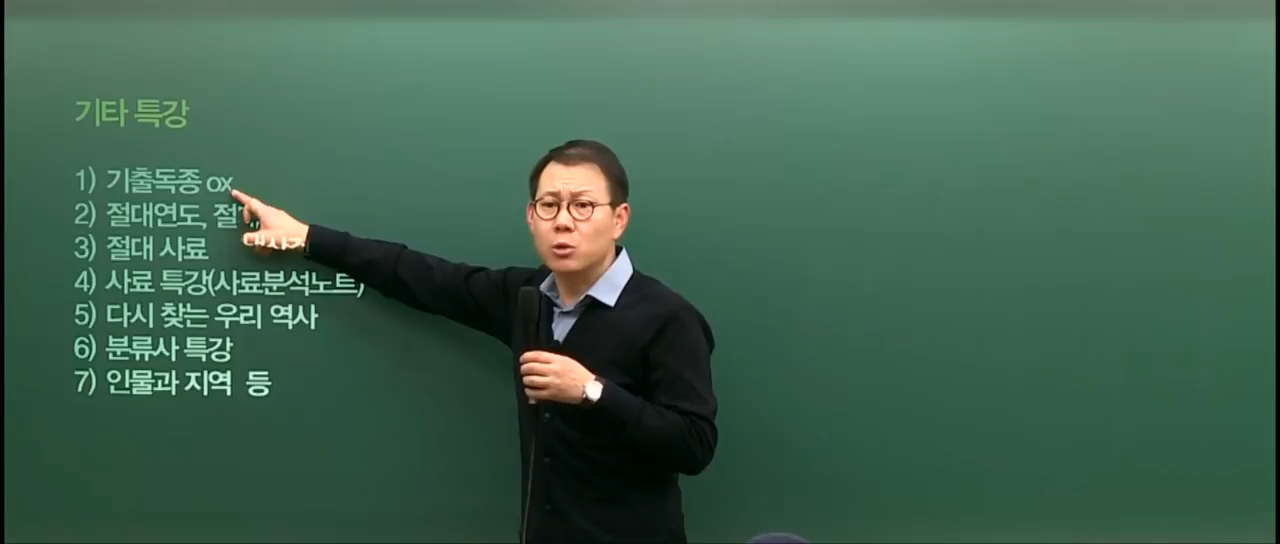 기타 특강
1) 기출독종 ox
2) 절대연도,
3) 절대 사료
4) 사료 특강(사료분석노트)
5) 다시 찾는 우리 역사
6) 분류사 특강
7) 인물과 지역 등